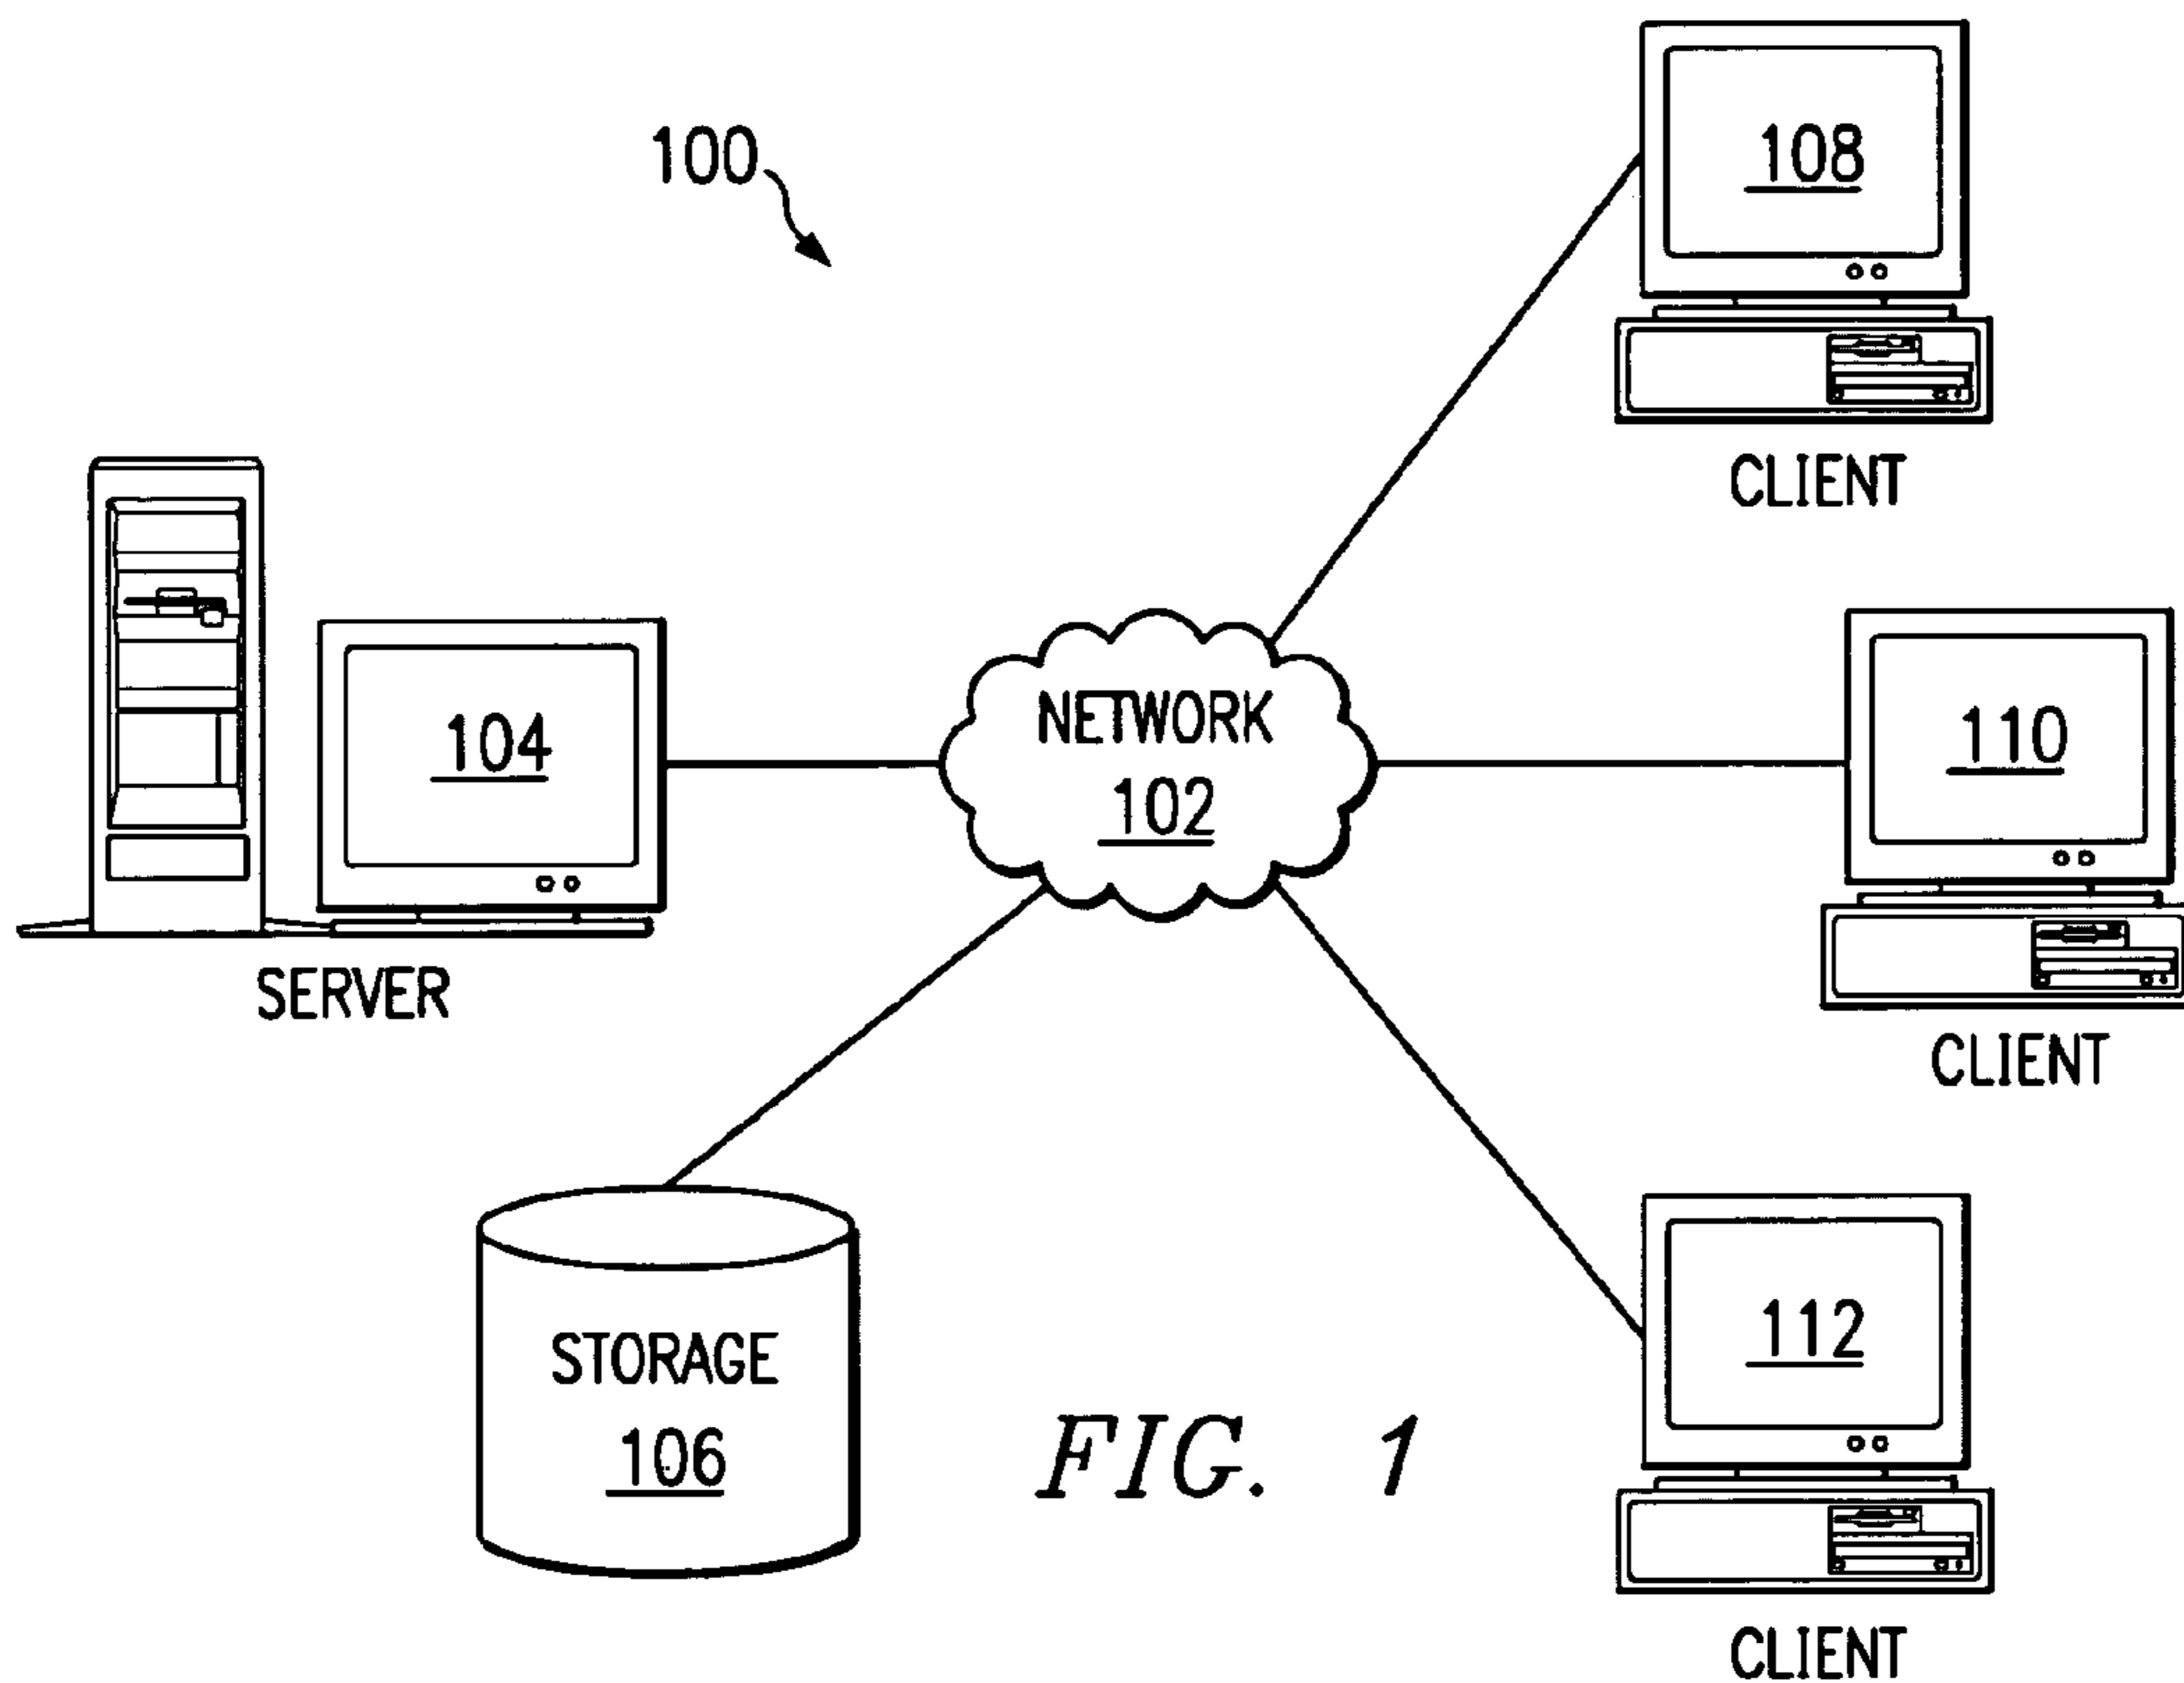 100
108
CLIENT
104
SERVER
NETWORK
102
110
CLIENT
STORAGE
106
112
CLIENT
FIG. 1